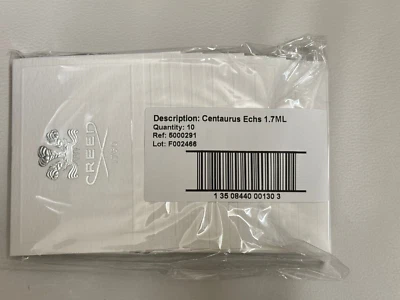 Description: Centaurus Echs 1.7ML
Quantity: 10
Ref: 5000291
Lot: F002466
1 35 08440 00130 3
CREED